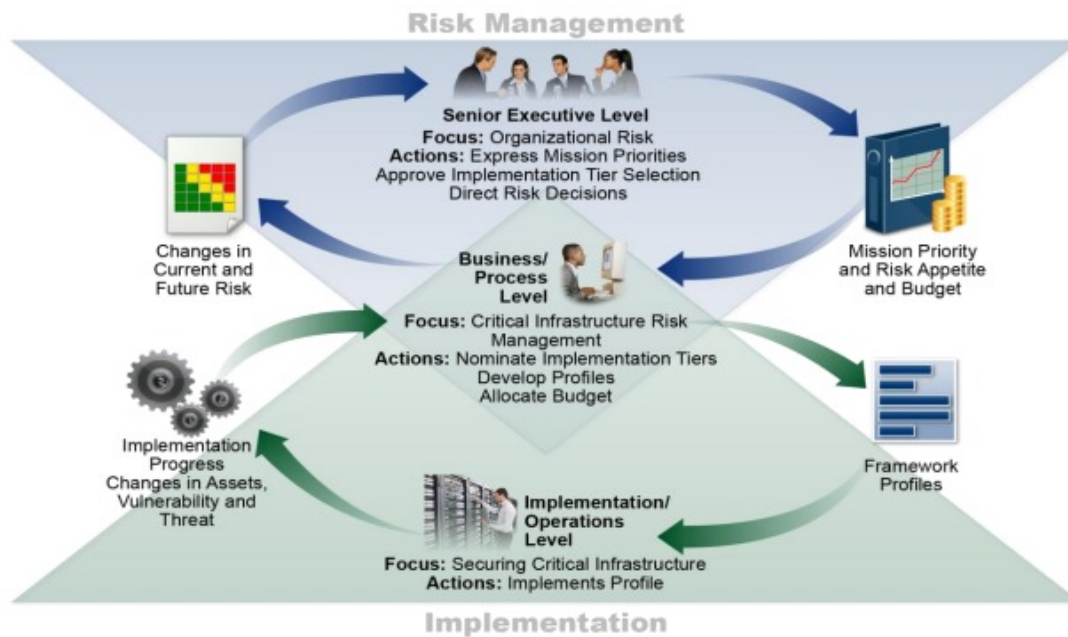 Risk Management
Senior Executive Level
Focus: Organizational Risk
Actions: Express Mission Priorities
Approve Implementation Tier Selection
Direct Risk Decisions
Changes in
Current and
Future Risk
Mission Priority
and Risk Appetite
and Budget
Business/
Process
Level
Focus: Critical Infrastructure Risk
Management
Actions: Nominate Implementation Tiers
Develop Profiles
Allocate Budget
Implementation
Progress
Changes in Assets,
Vulnerability and
Threat
Framework
Profiles
Implementation/
Operations
Level
Focus: Securing Critical Infrastructure
Actions: Implements Profile
Implementation